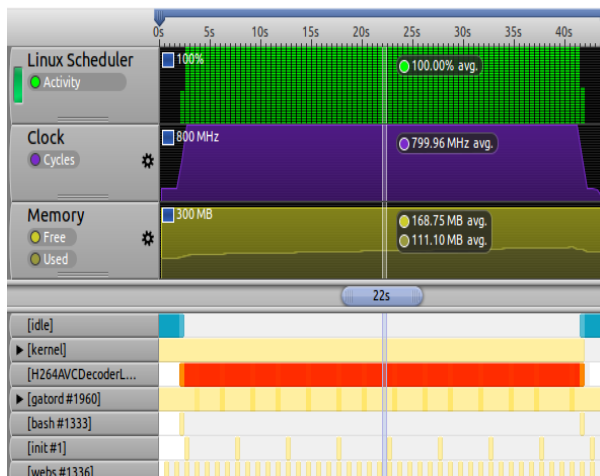 0s 5s 10s 15s 20s 25s 30s 35s 40s
Linux Scheduler
Activity
100%
100.00% avg.
Clock
Cycles
800 MHz
799.96 MHz avg.
Memory
Free
Used
300 MB
168.75 MB avg.
111.10 MB avg.
22s
[idle]
[kernel]
[H264AVCDecoderL...
[gatord #1960]
[bash #1333]
[init #1]
[webs #1336]